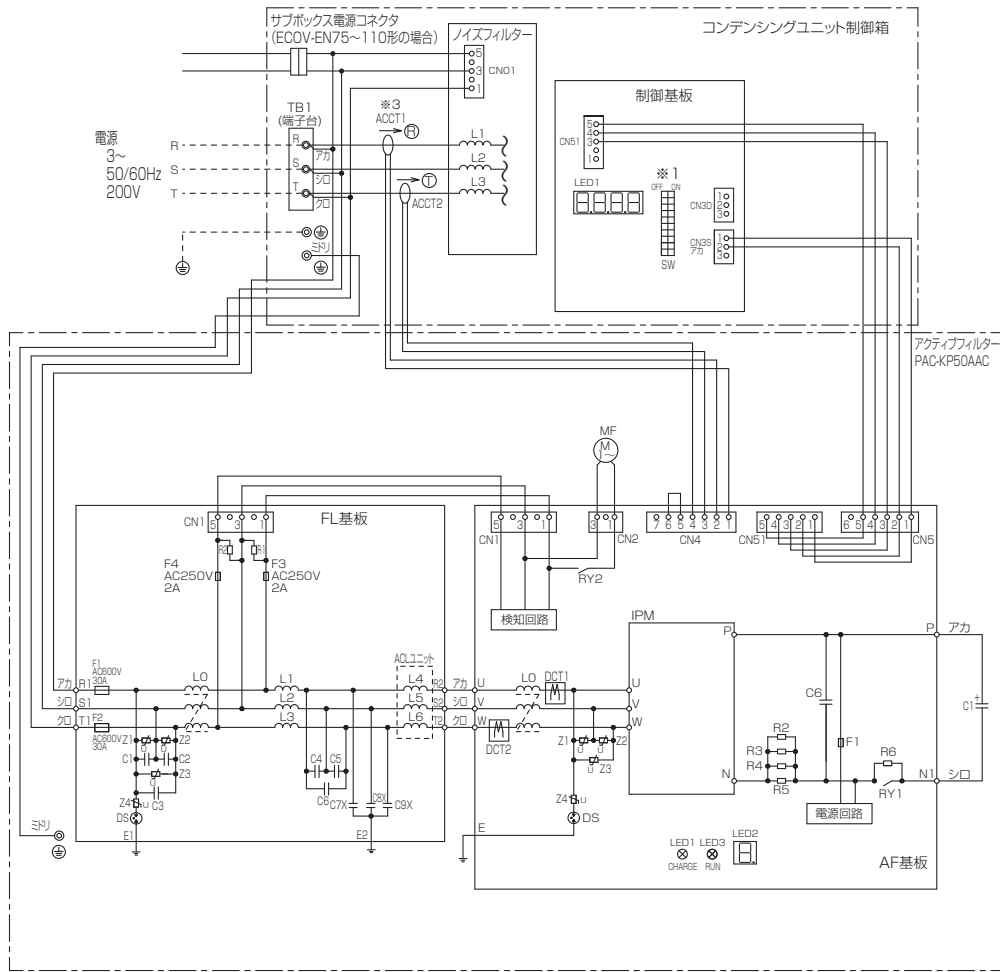 サブボックス電源コネクタ
(ECOV-EN75～110形の場合)
ノイズフィルター
コンデンシングユニット制御箱
5
3
1
CN01
制御基板
TB1
(端子台)
※3
ACCT1
R
電源
3～
50/60Hz
200V
R
S
T
R
S
T
アカ
シロ
クロ
ミドリ
L1
L2
L3
T
ACCT2
CN51
5
4
3
1
LED1
8.8.8.8.
※1
OFF ON
SW
CN3D
1
2
3
CN3S
アカ
1
2
3
アクティブフィルター
PAC-KP50AAC
MF
M
1～
FL基板
CN1
5 3 1
R2
R1
F4
AC250V
2A
F3
AC250V
2A
CN1
5 3 1
3 1
CN2
7 6 5 4 3 2 1
CN4
CN51
5 4 3 2 1
6 5 4 3 2 1
CN5
RY2
検知回路
IPM
P
P アカ
F1
AC600V
30A
アカ R1
シロ S1
クロ T1
F2
AC600V
30A
L0
L1
L2
L3
ACLユニット
L4
L5
L6
R2
S2
T2
アカ U
シロ V
クロ W
L0
DCT1
DCT2
U
V
W
Z1
U
Z2
U
C1
C2
Z3
U
C3
Z4
U
DS
E1
C4
C5
C6
C7X
C8X
C9X
E2
Z1
U
Z2
U
Z3
U
Z4
U
DS
E
C6
F1
R2
R3
R4
R5
R6
RY1
C1
+
N
N1 シロ
電源回路
ミドリ
LED1
CHARGE
LED3
RUN
LED2
8.
AF基板